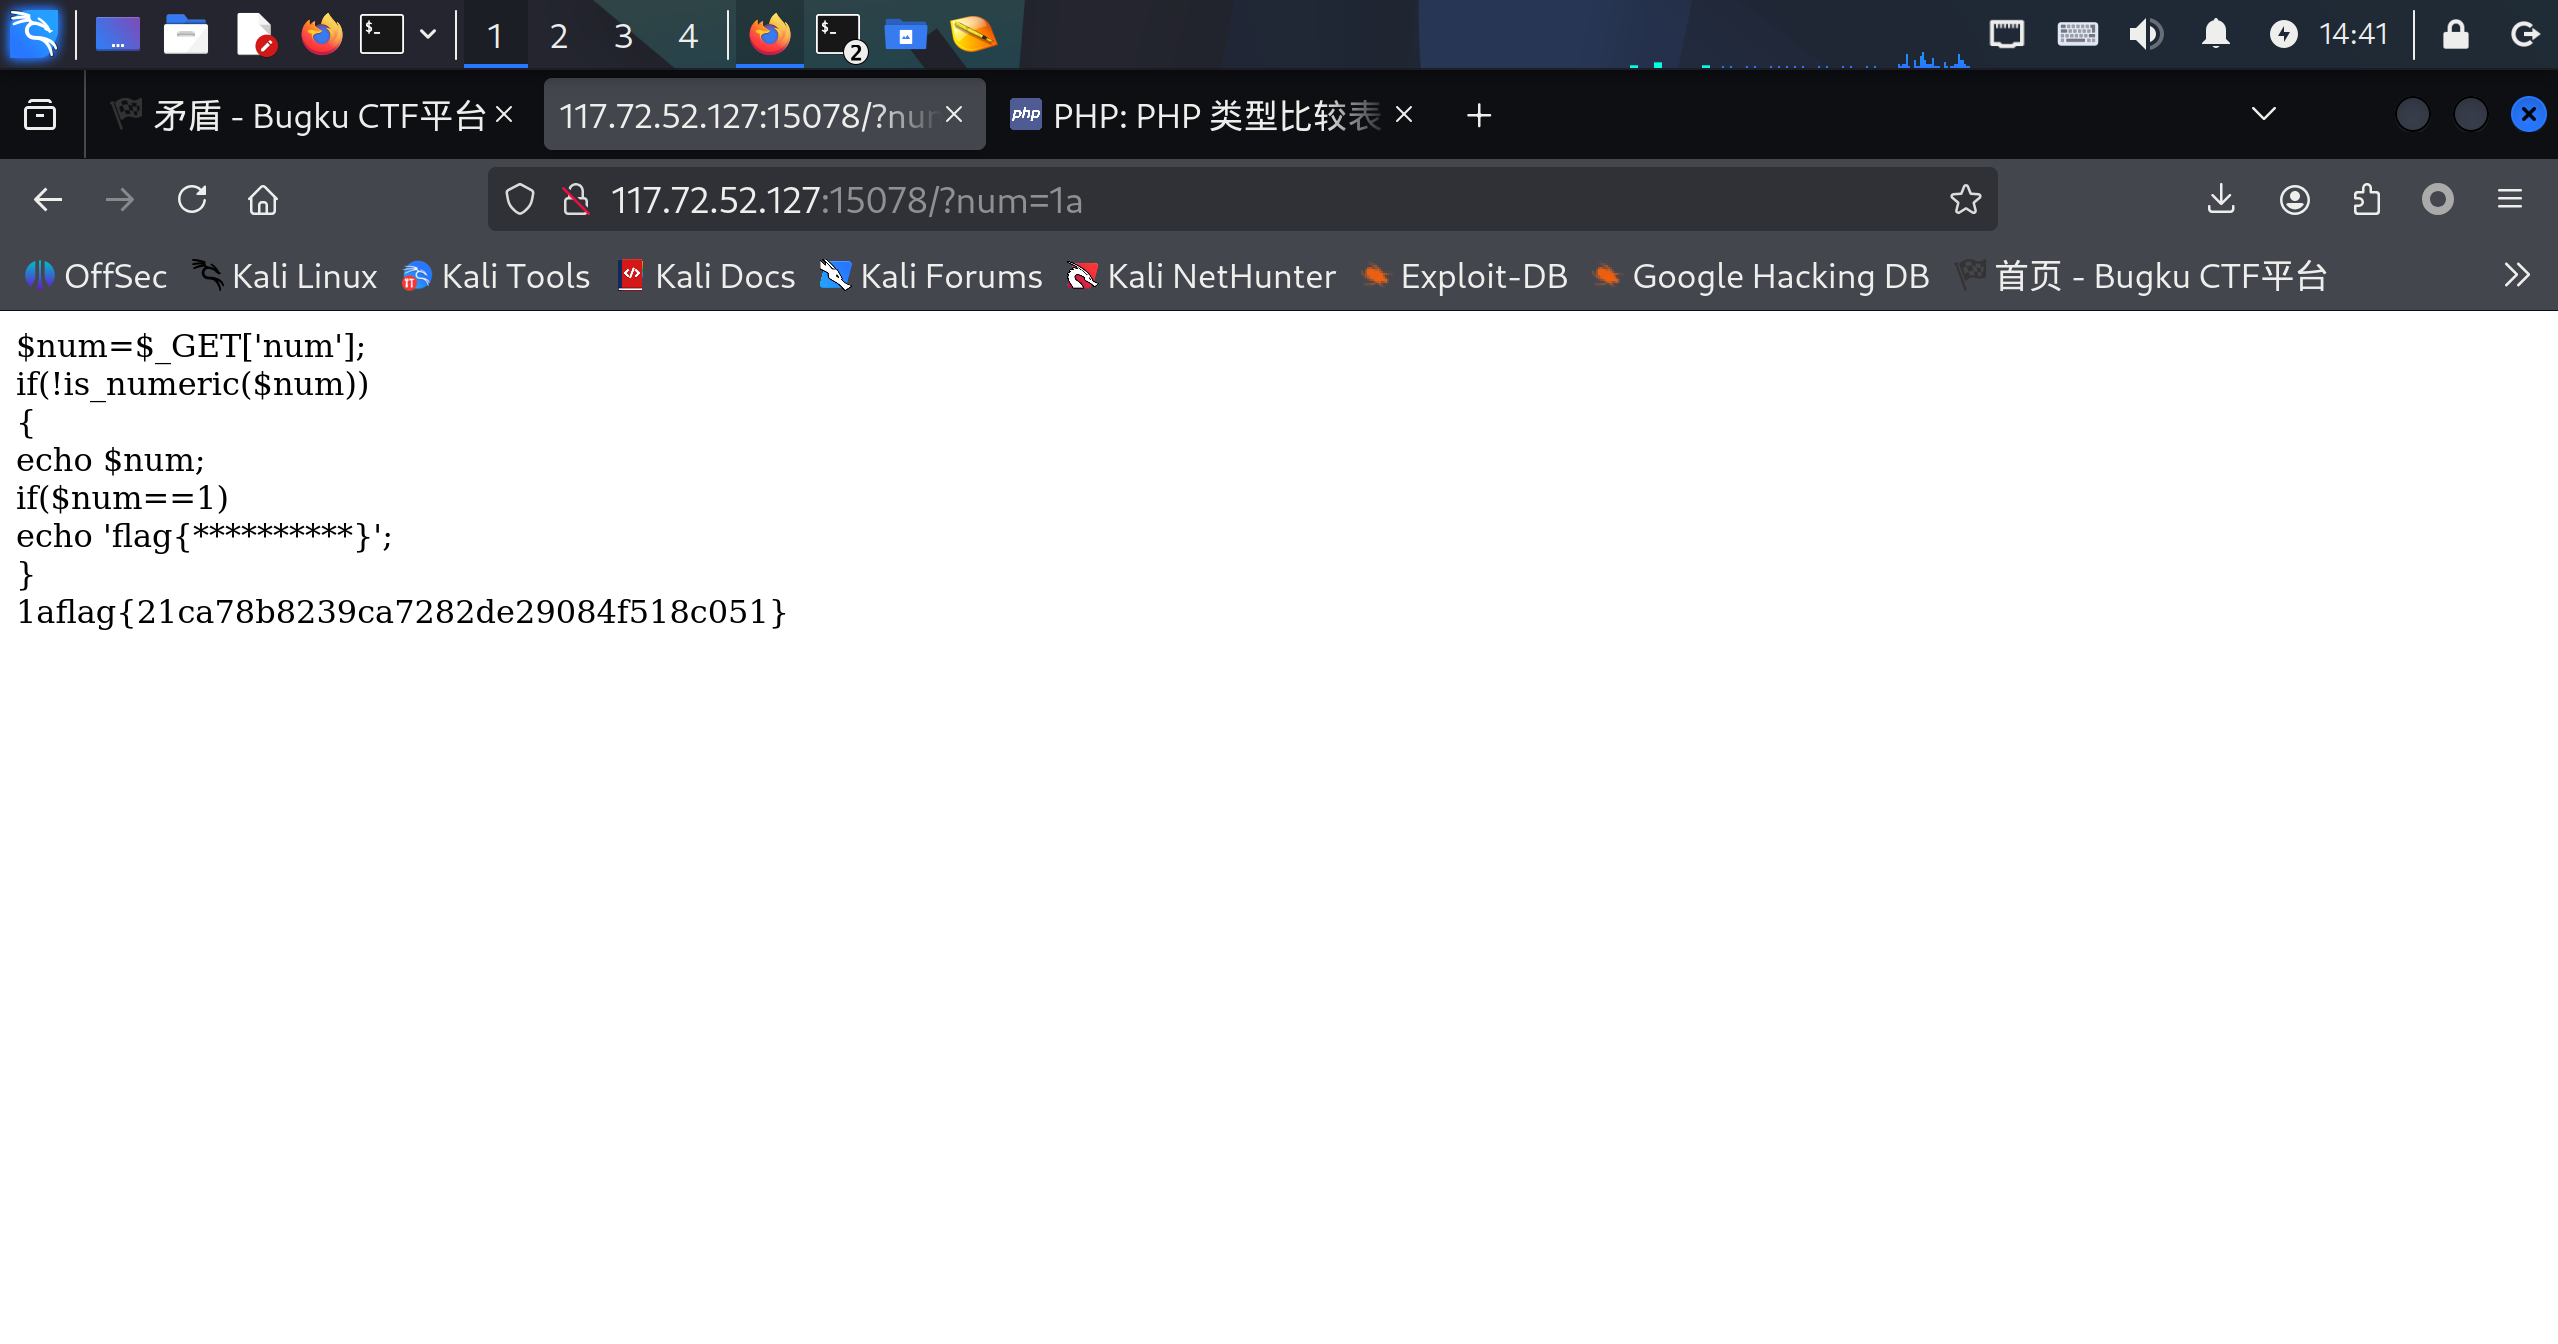 1 2 3 4 2 14:41
矛盾 - Bugku CTF平台 117.72.52.127:15078/?nur php PHP: PHP 类型比较表
117.72.52.127:15078/?num=1a
OffSec Kali Linux Kali Tools Kali Docs Kali Forums Kali NetHunter Exploit-DB Google Hacking DB 首页 - Bugku CTF平台
$num=$_GET['num'];
if(!is_numeric($num))
{
echo $num;
if($num==1)
echo 'flag{**********}';
}
1aflag{21ca78b8239ca7282de29084f518c051}